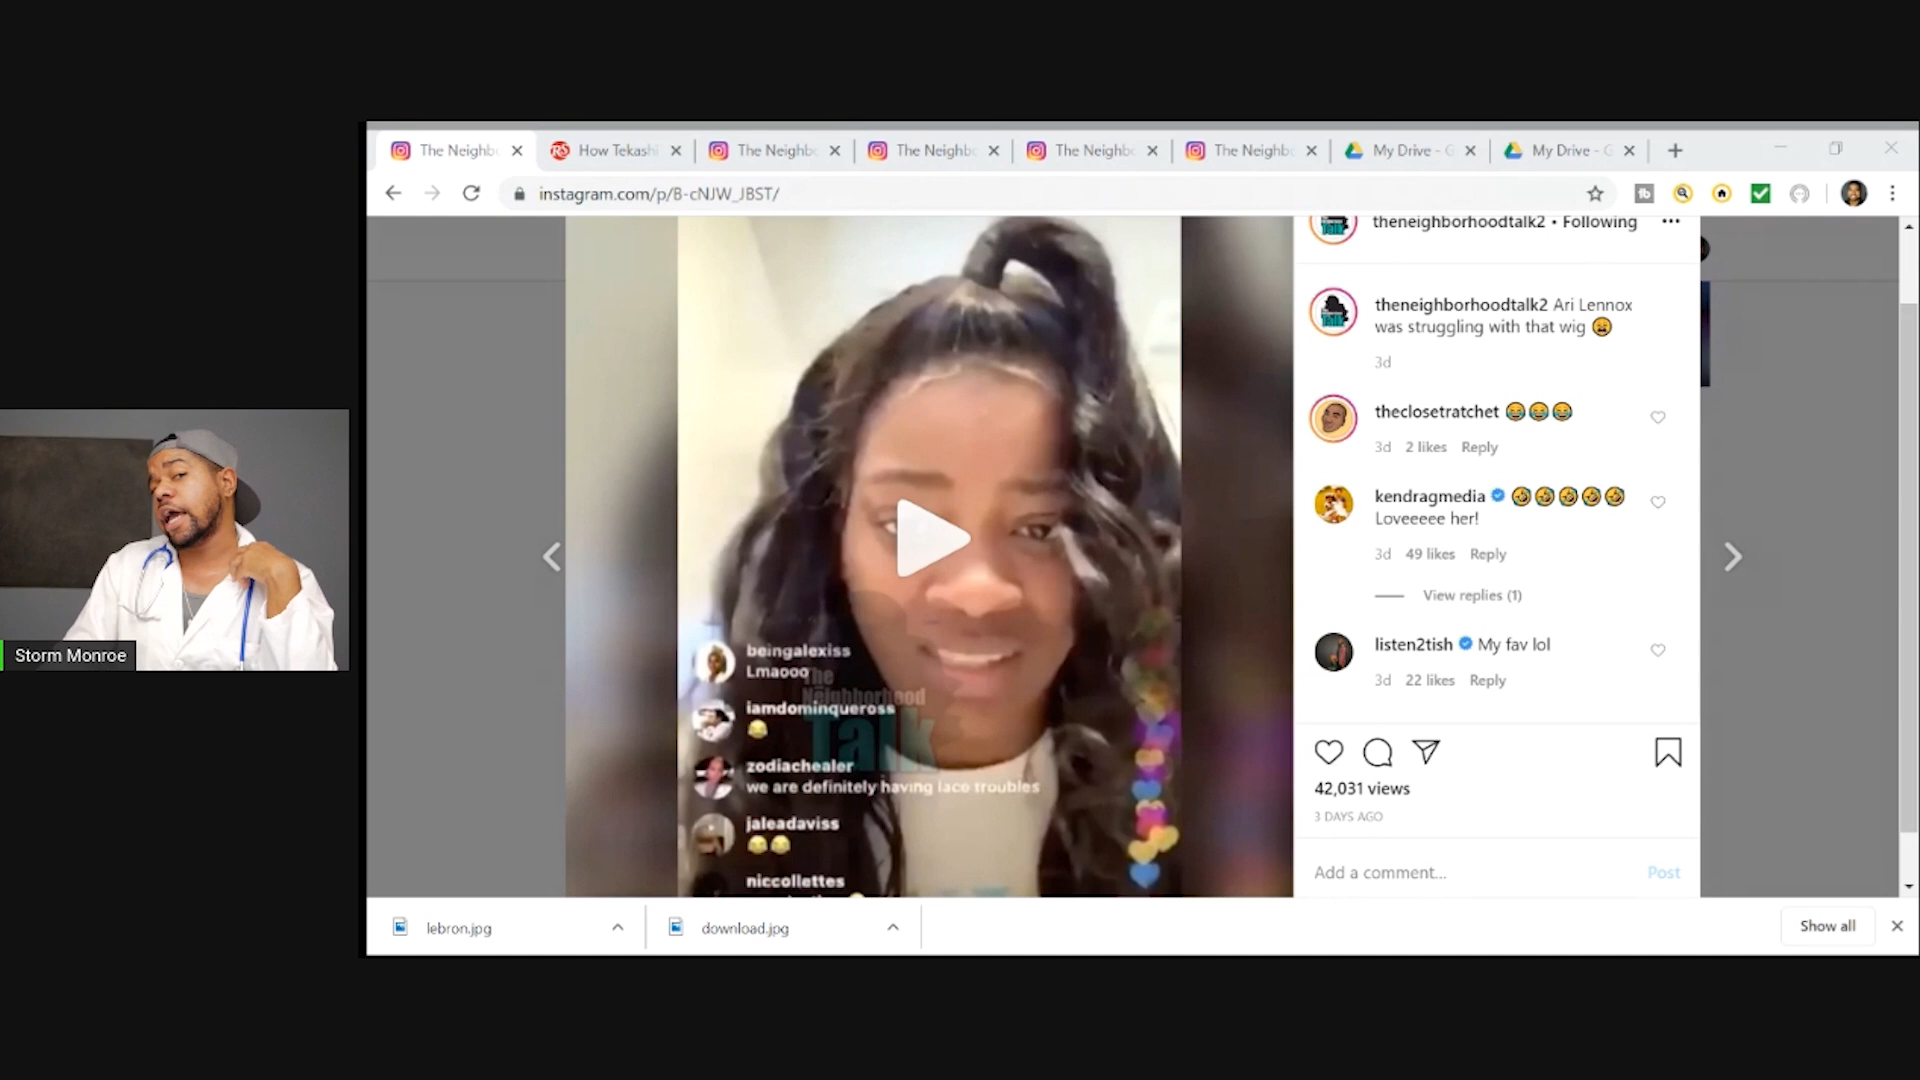 The Neighb
How Tekashi
The Neighb
The Neighb
The Neighb
The Neighb
My Drive - G
My Drive - G
instagram.com/p/B-cNJW_JBST/
theneighborhoodtalk2 • Following
theneighborhoodtalk2 Ari Lennox
was struggling with that wig 😩
3d
theclosetratchet 😂😂😂
3d 2 likes Reply
kendragmedia 🤣🤣🤣🤣🤣
Loveeeee her!
3d 49 likes Reply
View replies (1)
listen2tish My fav lol
3d 22 likes Reply
42,031 views
3 DAYS AGO
Add a comment... Post
beingalexiss
Lmaooo
The
Neighborhood
Talk
iamdominqueross
😂
zodiachealer
we are definitely having lace troubles
jaleadaviss
😂😂
niccollettes
Storm Monroe
lebron.jpg
download.jpg
Show all